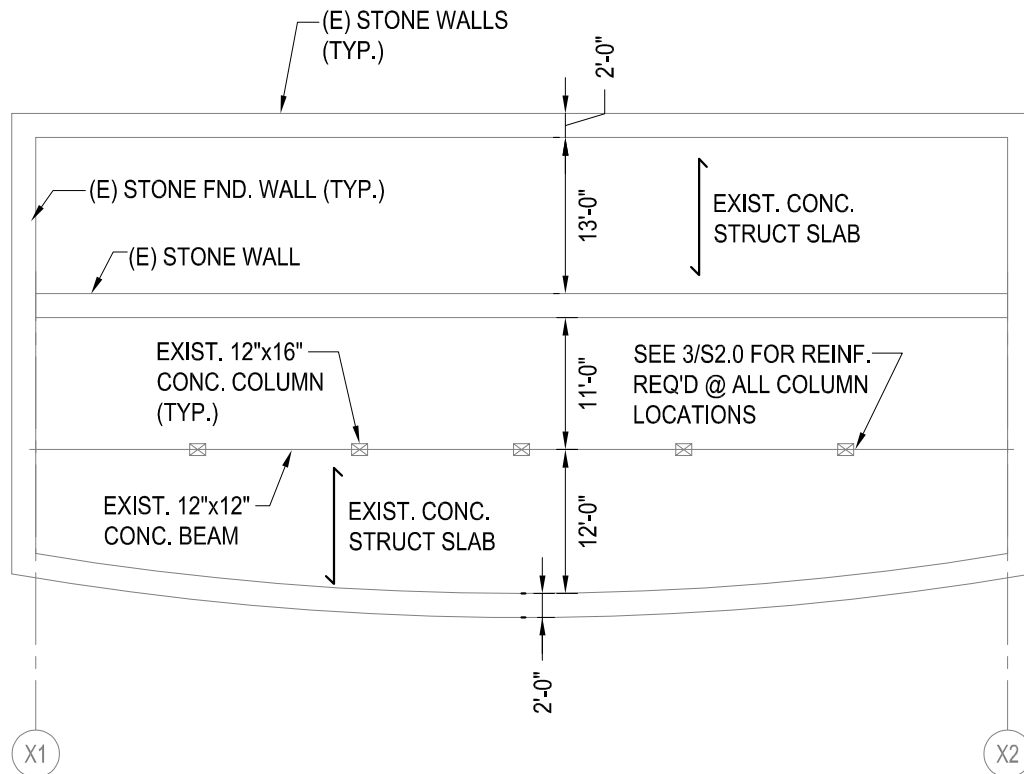 (E) STONE WALLS
(TYP.)
2'-0"
(E) STONE FND. WALL (TYP.)
13'-0"
EXIST. CONC.
STRUCT SLAB
(E) STONE WALL
EXIST. 12"x16"
CONC. COLUMN
(TYP.)
11'-0"
SEE 3/S2.0 FOR REINF.
REQ'D @ ALL COLUMN
LOCATIONS
EXIST. 12"x12"
CONC. BEAM
EXIST. CONC.
STRUCT SLAB
12'-0"
2'-0"
X1
X2